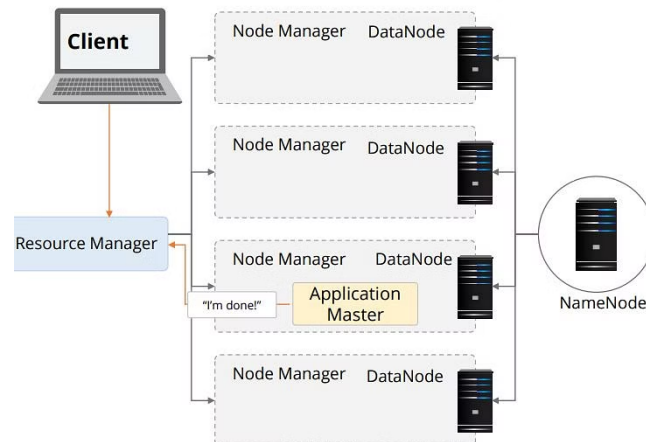 Client
Node Manager DataNode
Node Manager DataNode
Resource Manager
Node Manager DataNode
"I'm done!"
Application
Master
NameNode
Node Manager DataNode